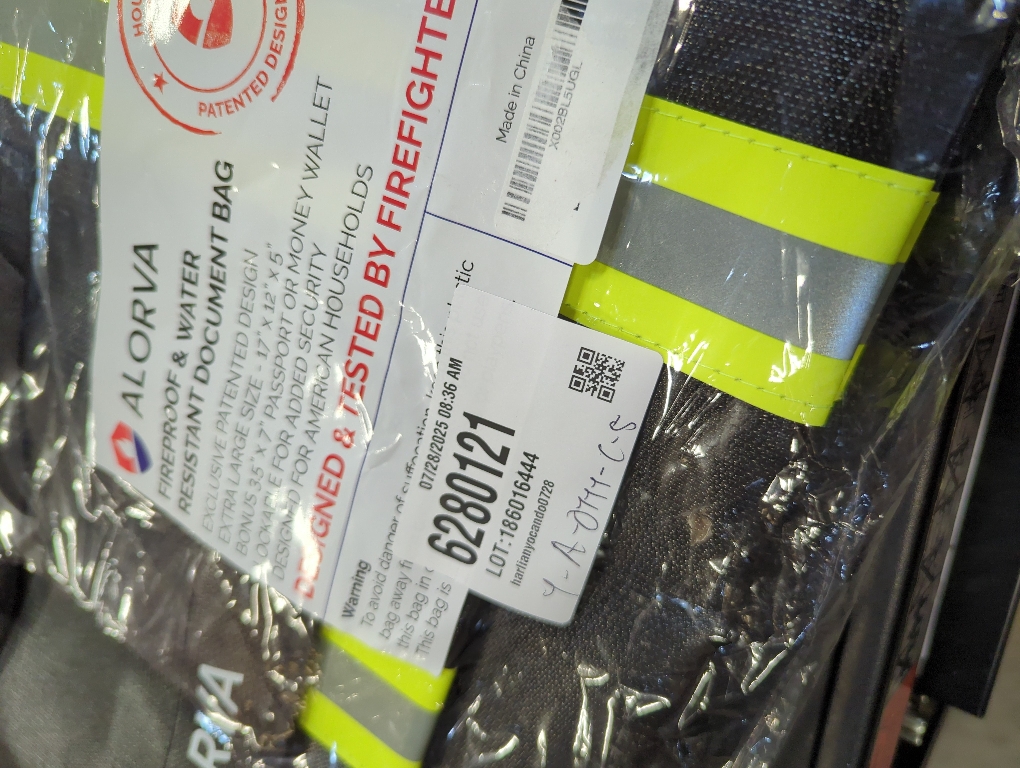 PATENTED DESIGN
ALORVA
FIREPROOF & WATER
RESISTANT DOCUMENT BAG
EXCLUSIVE PATENTED DESIGN
EXTRA LARGE SIZE - 17" X 12" X 5"
BONUS 3.5" X 7" PASSPORT OR MONEY WALLET
LOCKABLE FOR ADDED SECURITY
DESIGNED FOR AMERICAN HOUSEHOLDS
DESIGNED & TESTED BY FIREFIGHTE
Made in China
X002BL5UGL
Warning
To avoid danger of suffocation,
bag away
this bag in
This bag is
07/28/2025 08:36 AM
6280121
LOT:186016444
harlianyocando0728